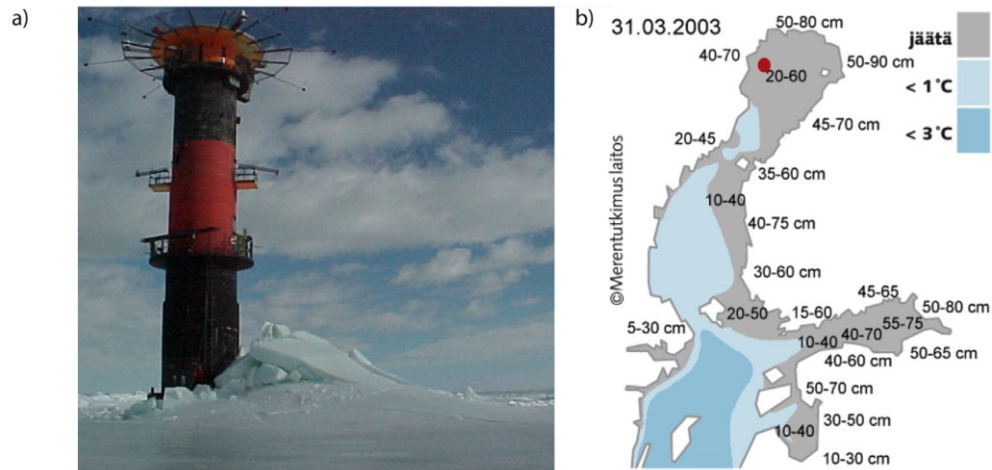 a)
b)
31.03.2003
50-80 cm
jäätä
40-70
50-90 cm
20-60
< 1°C
45-70 cm
< 3°C
20-45
35-60 cm
10-40
40-75 cm
©Merentutkimus laitos
30-60 cm
45-65
20-50
15-60
50-80 cm
5-30 cm
55-75
40-70
10-40
50-65 cm
40-60 cm
50-70 cm
30-50 cm
10-40
10-30 cm